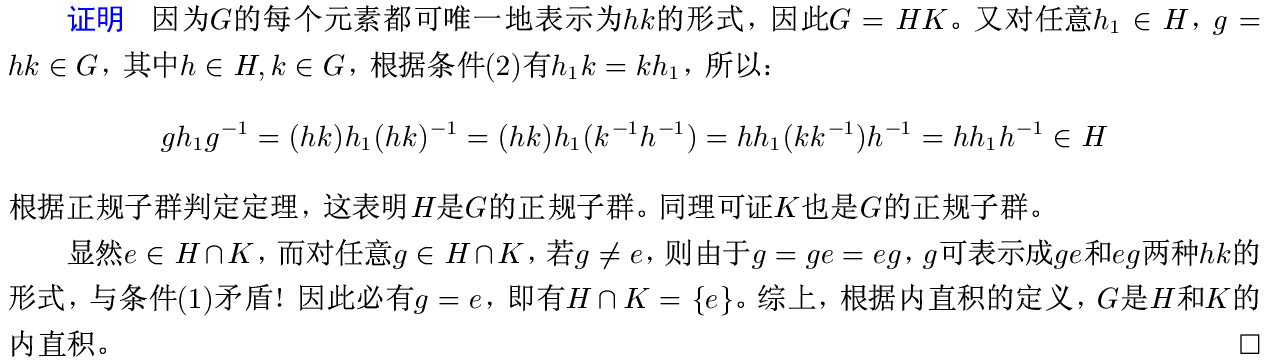 证明 因为G的每个元素都可唯一地表示为hk的形式，因此G = HK。又对任意h₁ ∈ H，g =
hk ∈ G，其中h ∈ H, k ∈ G，根据条件(2)有h₁k = kh₁，所以：
gh₁g⁻¹ = (hk)h₁(hk)⁻¹ = (hk)h₁(k⁻¹h⁻¹) = hh₁(kk⁻¹)h⁻¹ = hh₁h⁻¹ ∈ H
根据正规子群判定定理，这表明H是G的正规子群。同理可证K也是G的正规子群。
显然e ∈ H ∩ K，而对任意g ∈ H ∩ K，若g ≠ e，则由于g = ge = eg，g可表示成ge和eg两种hk的
形式，与条件(1)矛盾！因此必有g = e，即有H ∩ K = {e}。综上，根据内直积的定义，G是H和K的
内直积。 □